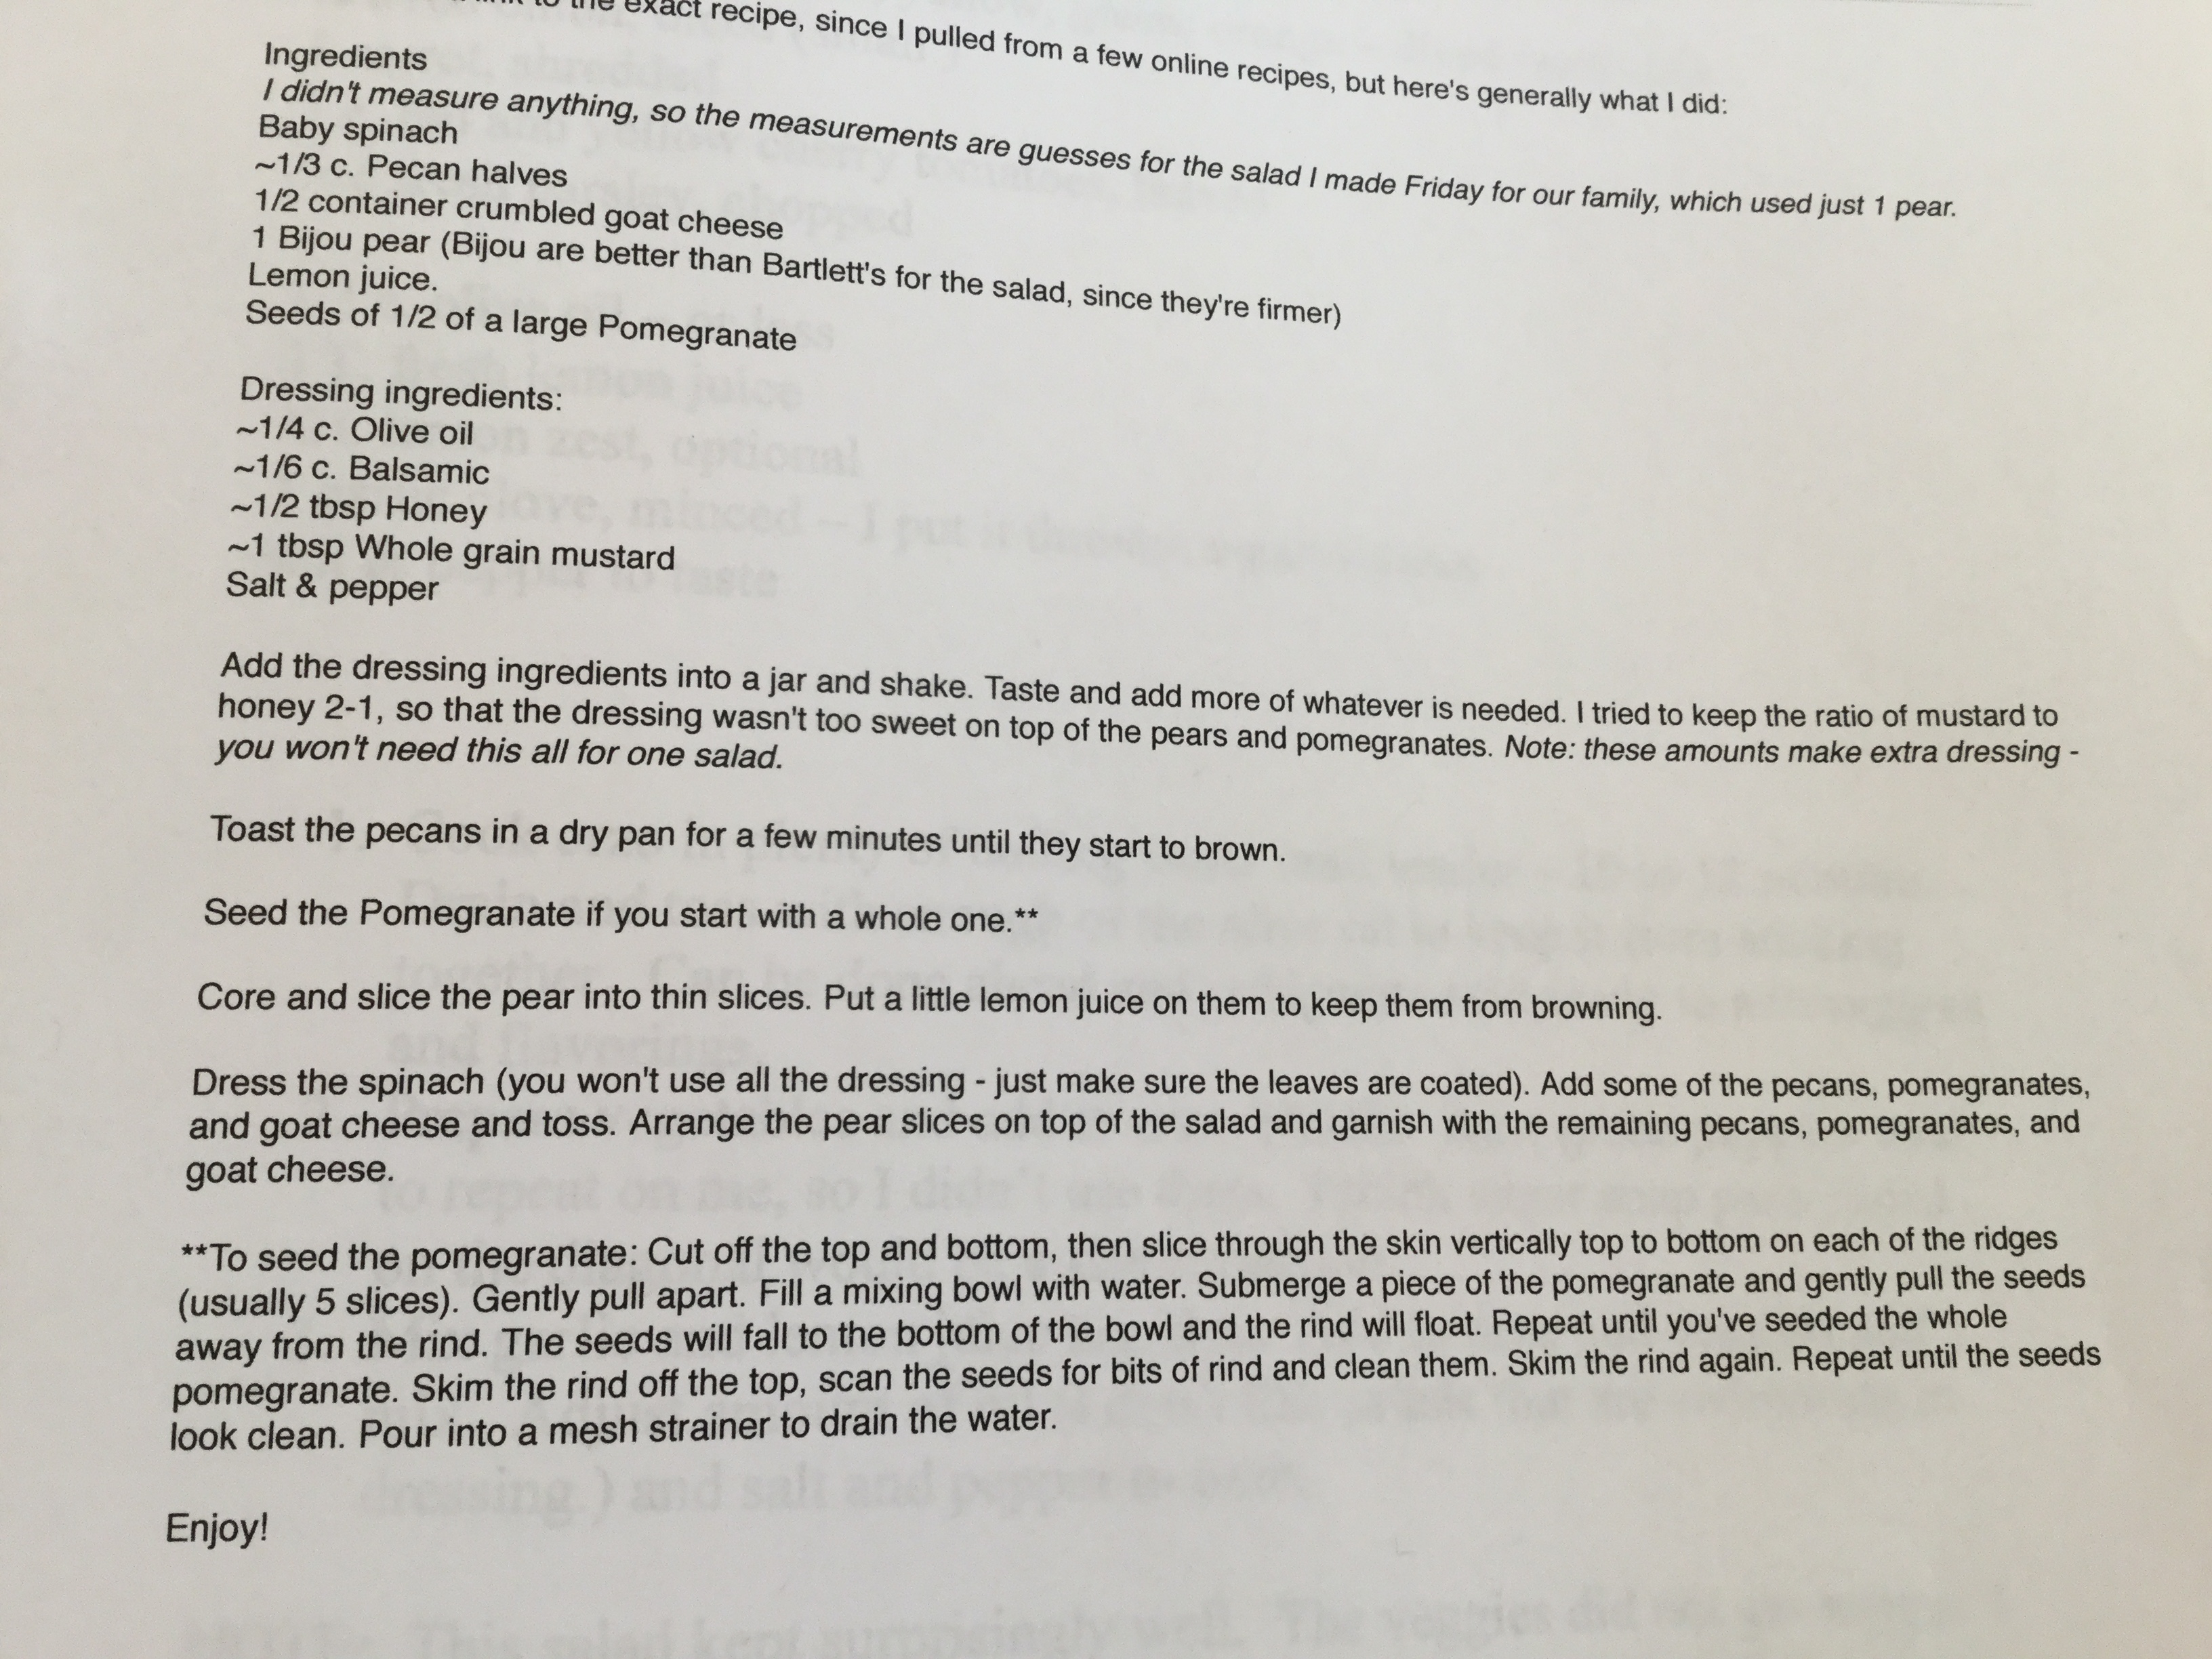 the exact recipe, since I pulled from a few online recipes, but here's generally what I did:
Ingredients
I didn't measure anything, so the measurements are guesses for the salad I made Friday for our family, which used just 1 pear.
Baby spinach
~1/3 c. Pecan halves
1/2 container crumbled goat cheese
1 Bijou pear (Bijou are better than Bartlett's for the salad, since they're firmer)
Lemon juice.
Seeds of 1/2 of a large Pomegranate
Dressing ingredients:
~1/4 c. Olive oil
~1/6 c. Balsamic
~1/2 tbsp Honey
~1 tbsp Whole grain mustard
Salt & pepper
Add the dressing ingredients into a jar and shake. Taste and add more of whatever is needed. I tried to keep the ratio of mustard to
honey 2-1, so that the dressing wasn't too sweet on top of the pears and pomegranates. Note: these amounts make extra dressing -
you won't need this all for one salad.
Toast the pecans in a dry pan for a few minutes until they start to brown.
Seed the Pomegranate if you start with a whole one.**
Core and slice the pear into thin slices. Put a little lemon juice on them to keep them from browning.
Dress the spinach (you won't use all the dressing - just make sure the leaves are coated). Add some of the pecans, pomegranates,
and goat cheese and toss. Arrange the pear slices on top of the salad and garnish with the remaining pecans, pomegranates, and
goat cheese.
**To seed the pomegranate: Cut off the top and bottom, then slice through the skin vertically top to bottom on each of the ridges
(usually 5 slices). Gently pull apart. Fill a mixing bowl with water. Submerge a piece of the pomegranate and gently pull the seeds
away from the rind. The seeds will fall to the bottom of the bowl and the rind will float. Repeat until you've seeded the whole
pomegranate. Skim the rind off the top, scan the seeds for bits of rind and clean them. Skim the rind again. Repeat until the seeds
look clean. Pour into a mesh strainer to drain the water.
Enjoy!